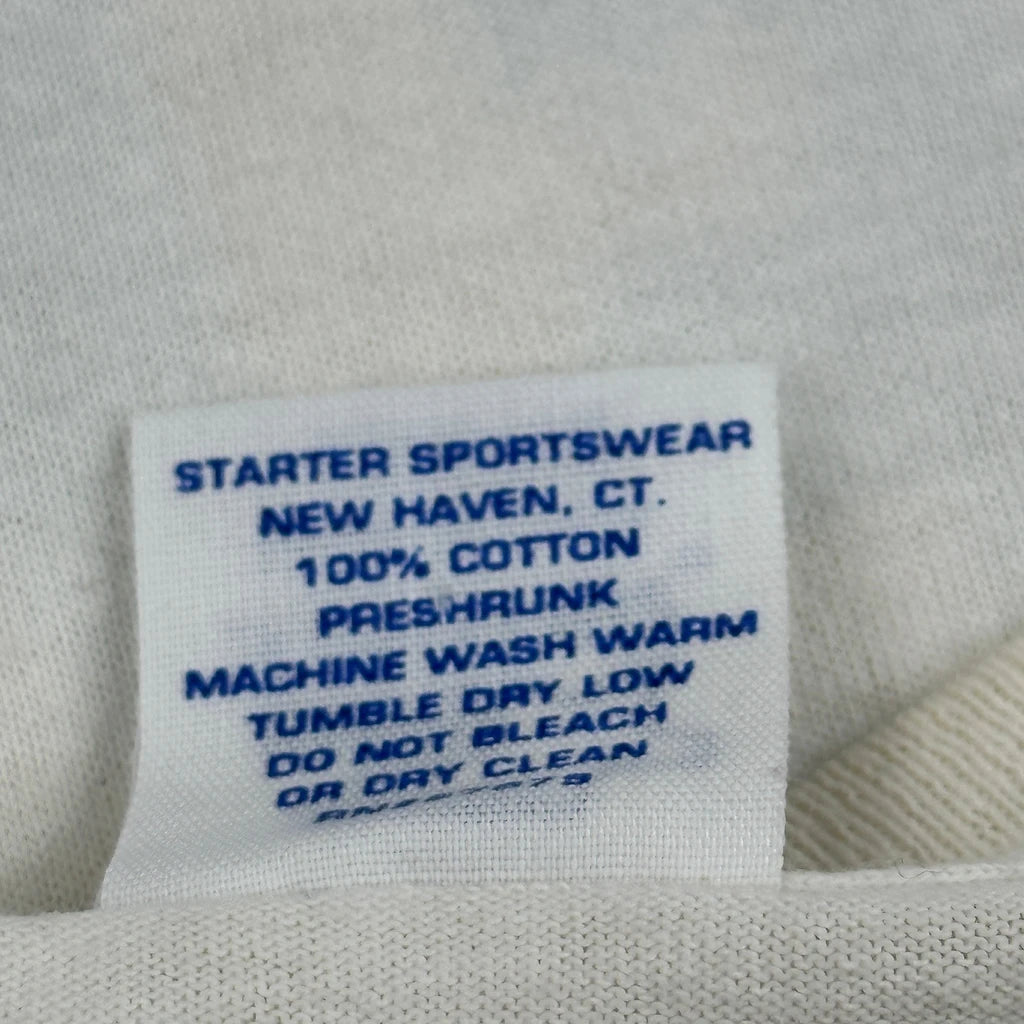 STARTER SPORTSWEAR
NEW HAVEN, CT.
100% COTTON
PRESHRUNK
MACHINE WASH WARM
TUMBLE DRY LOW
DO NOT BLEACH
OR DRY CLEAN